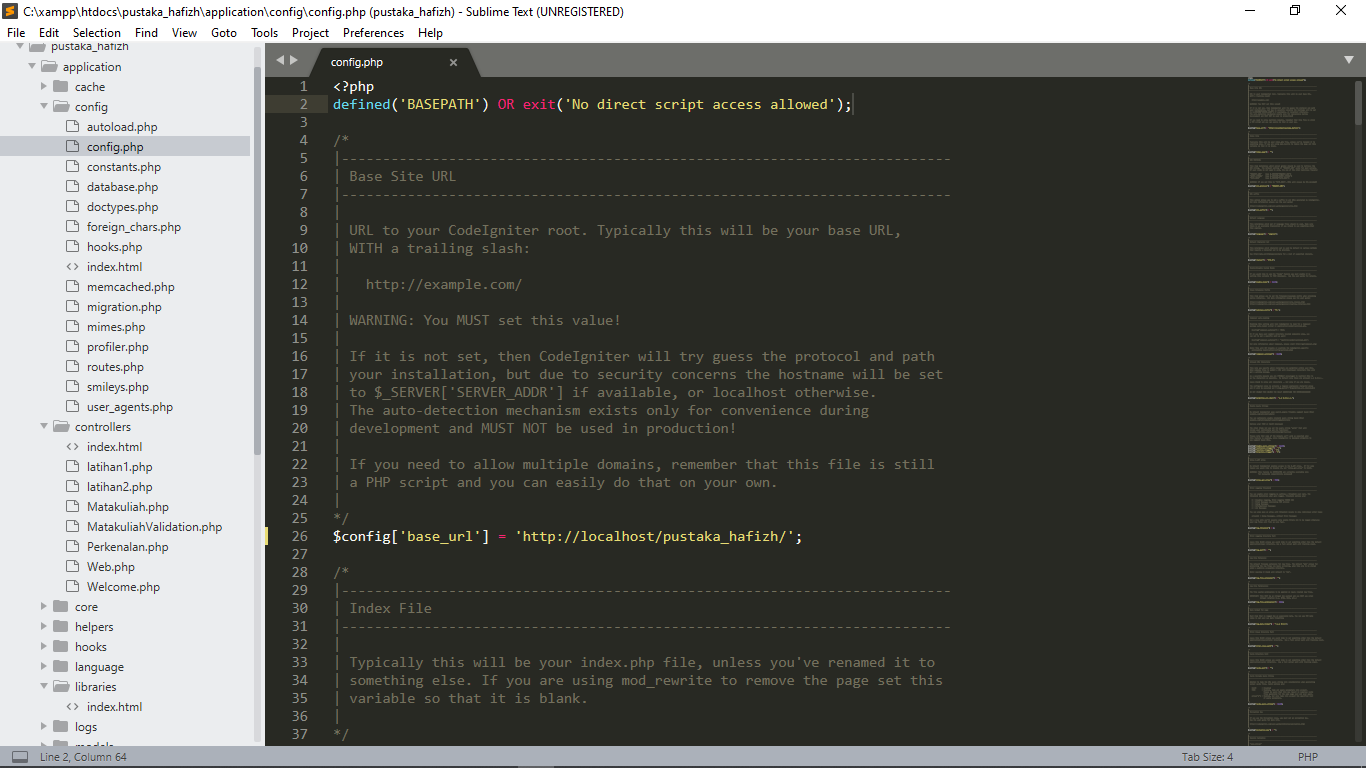 C:\xampp\htdocs\pustaka_hafizh\application\config\config.php (pustaka_hafizh) - Sublime Text (UNREGISTERED)
File Edit Selection Find View Goto Tools Project Preferences Help
pustaka_hafizh
application
cache
config
autoload.php
config.php
constants.php
database.php
doctypes.php
foreign_chars.php
hooks.php
index.html
memcached.php
migration.php
mimes.php
profiler.php
routes.php
smileys.php
user_agents.php
controllers
index.html
latihan1.php
latihan2.php
Matakuliah.php
MatakuliahValidation.php
Perkenalan.php
Web.php
Welcome.php
core
helpers
hooks
language
libraries
index.html
logs
models
config.php
1 <?php
2 defined('BASEPATH') OR exit('No direct script access allowed');
3
4 /*
5 |--------------------------------------------------------------------------
6 | Base Site URL
7 |--------------------------------------------------------------------------
8 |
9 | URL to your CodeIgniter root. Typically this will be your base URL,
10 | WITH a trailing slash:
11 |
12 |   http://example.com/
13 |
14 | WARNING: You MUST set this value!
15 |
16 | If it is not set, then CodeIgniter will try guess the protocol and path
17 | your installation, but due to security concerns the hostname will be set
18 | to $_SERVER['SERVER_ADDR'] if available, or localhost otherwise.
19 | The auto-detection mechanism exists only for convenience during
20 | development and MUST NOT be used in production!
21 |
22 | If you need to allow multiple domains, remember that this file is still
23 | a PHP script and you can easily do that on your own.
24 |
25 */
26 $config['base_url'] = 'http://localhost/pustaka_hafizh/';
27
28 /*
29 |--------------------------------------------------------------------------
30 | Index File
31 |--------------------------------------------------------------------------
32 |
33 | Typically this will be your index.php file, unless you've renamed it to
34 | something else. If you are using mod_rewrite to remove the page set this
35 | variable so that it is blank.
36 |
37 */
Line 2, Column 64
Tab Size: 4
PHP